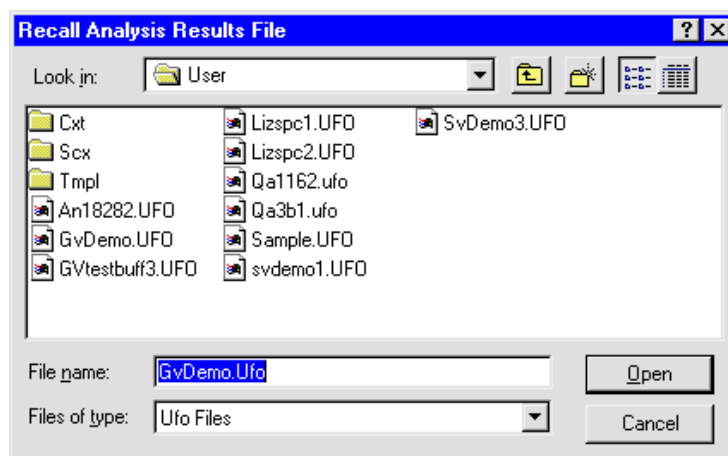 Recall Analysis Results File
Look in: User
Cxt
Scx
Tmpl
An18282.UFO
GvDemo.UFO
GVtestbuff3.UFO
Lizspc1.UFO
Lizspc2.UFO
Qa1162.ufo
Qa3b1.ufo
Sample.UFO
svdemo1.UFO
SvDemo3.UFO
File name: GvDemo.Ufo
Open
Files of type: Ufo Files
Cancel